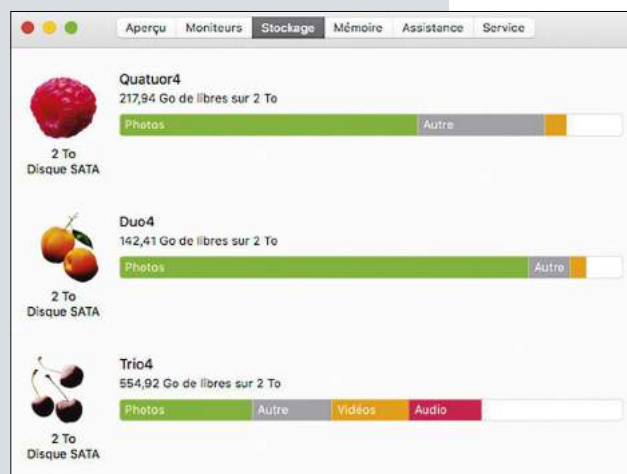 Aperçu Moniteurs Stockage Mémoire Assistance Service
Quatuor4
217,94 Go de libres sur 2 To
Photos Autre
2 To
Disque SATA
Duo4
142,41 Go de libres sur 2 To
Photos Autre
2 To
Disque SATA
Trio4
554,92 Go de libres sur 2 To
Photos Autre Vidéos Audio
2 To
Disque SATA